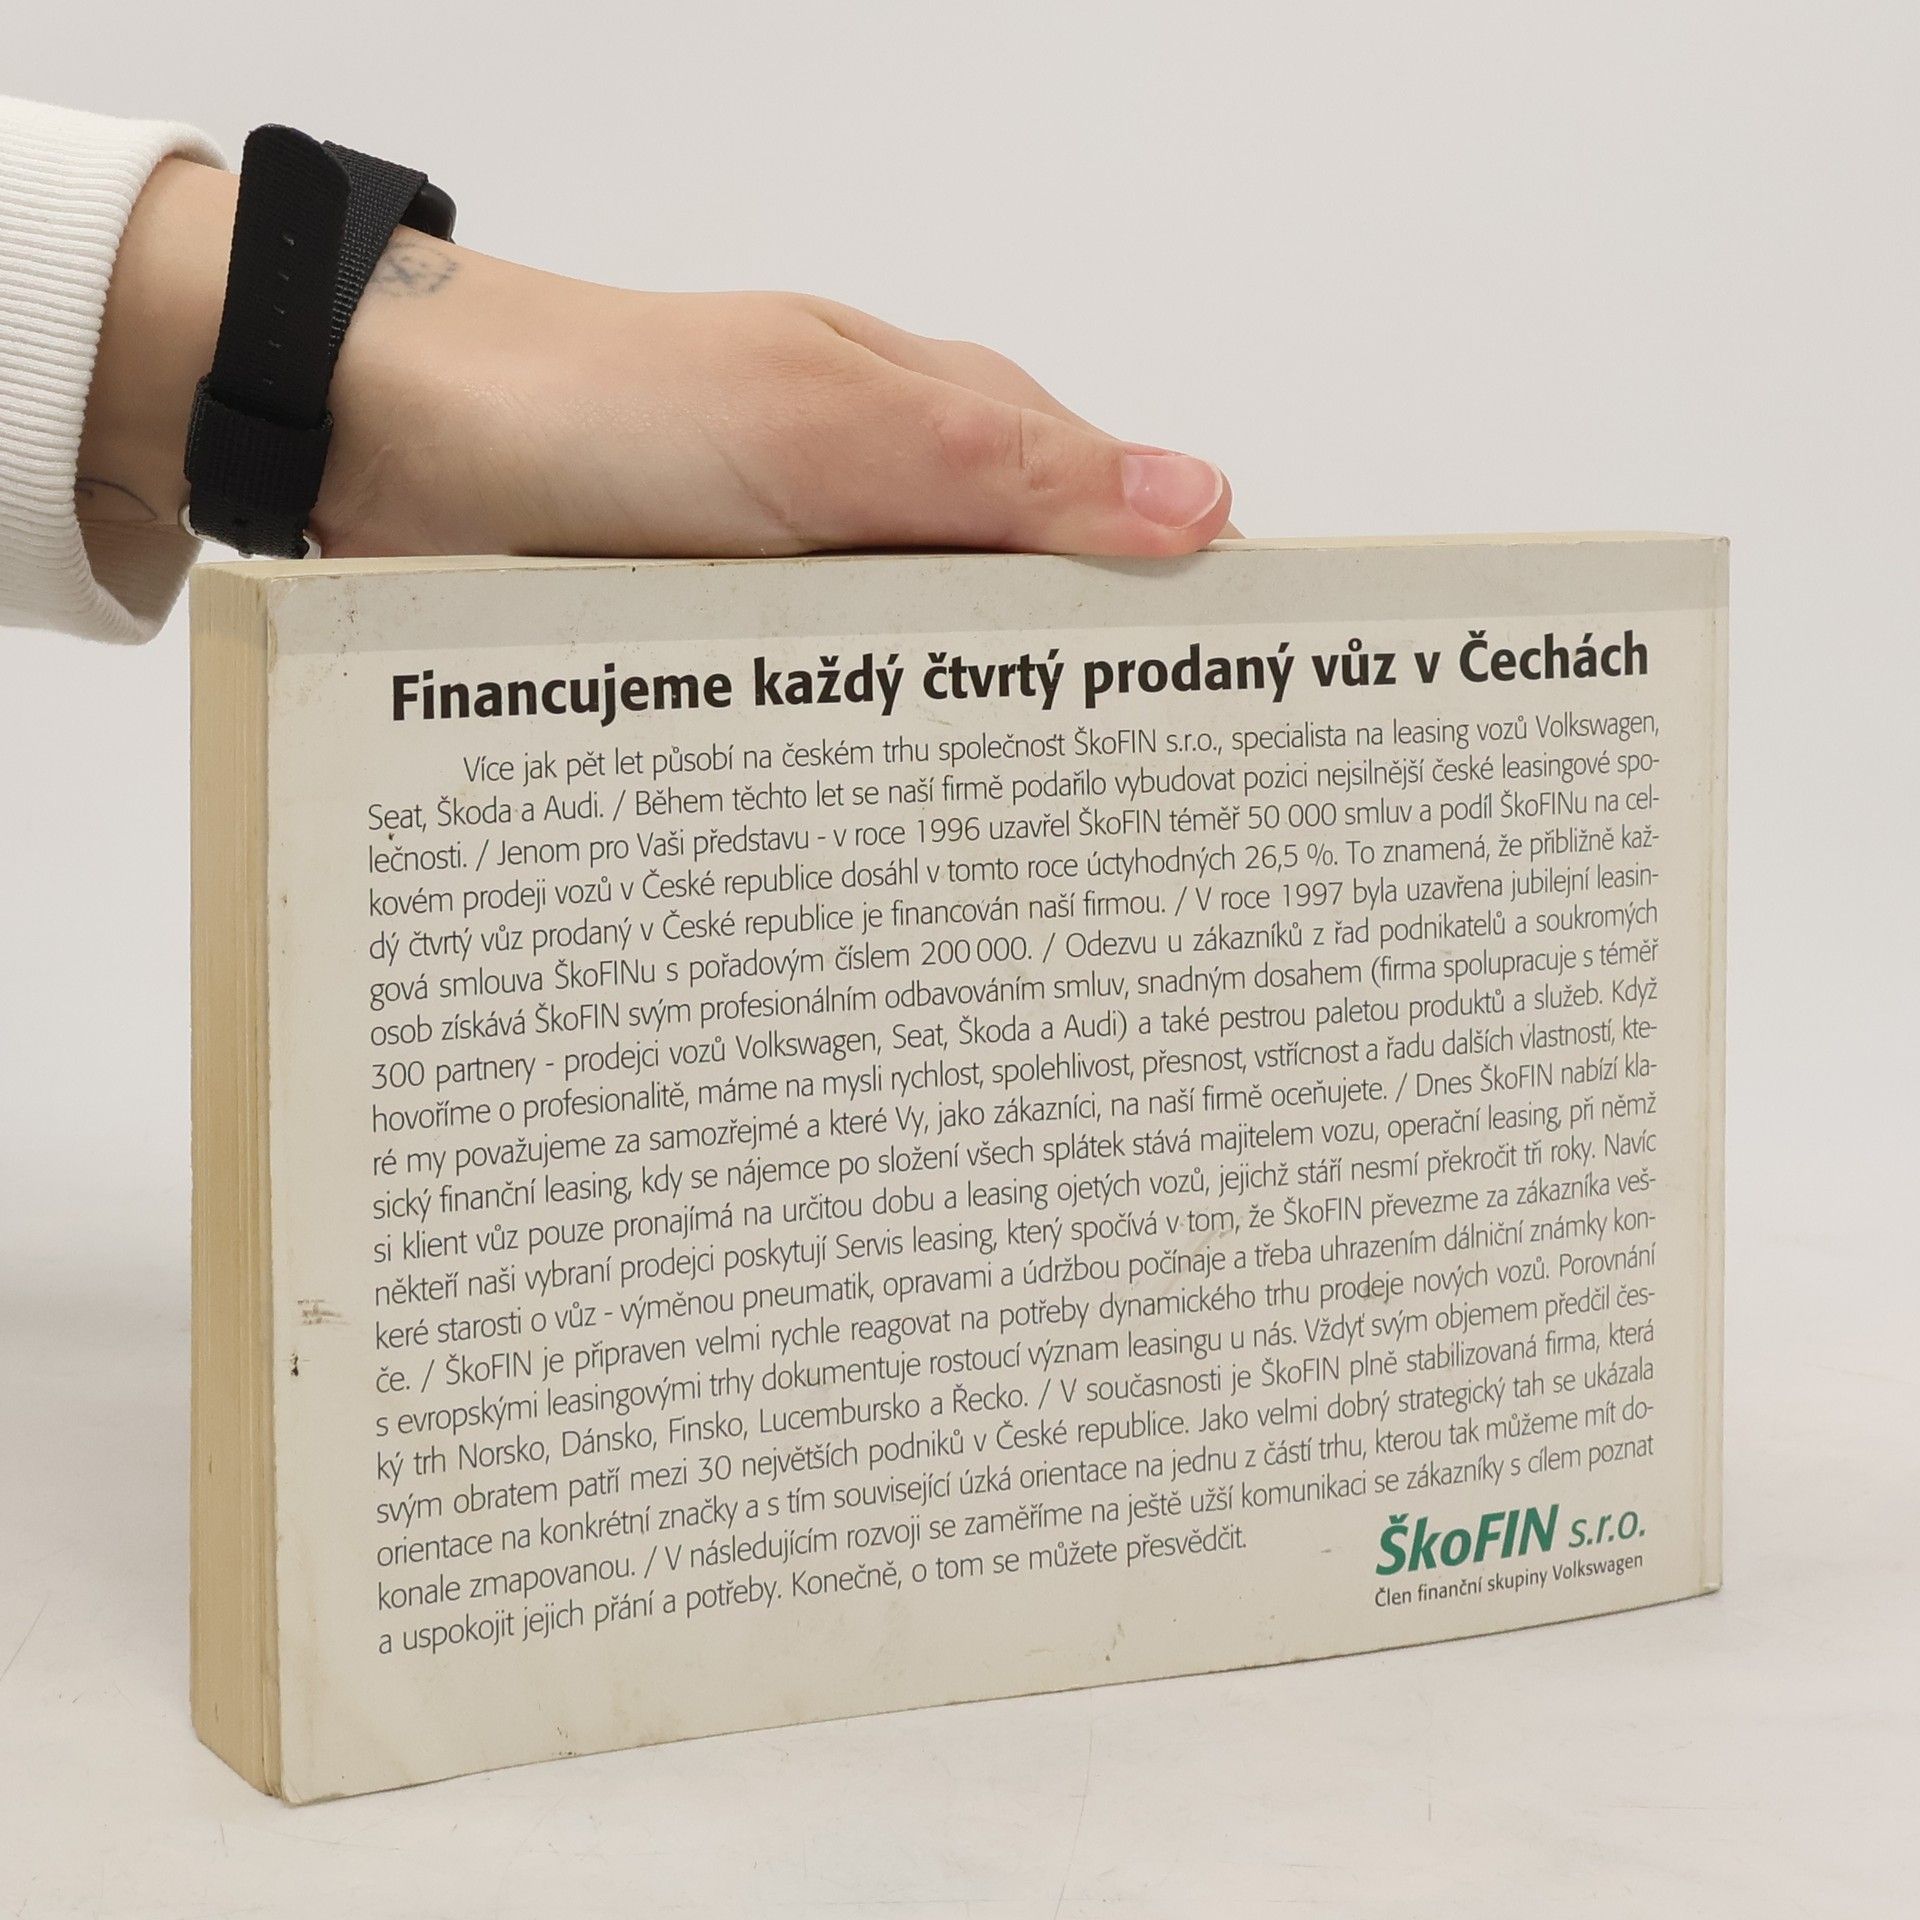 Financujeme každý čtvrtý prodaný vůz v Čechách
Více jak pět let působí na českém trhu společnost ŠkoFIN s.r.o., specialista na leasing vozů Volkswagen,
Seat, Škoda a Audi. / Během těchto let se naší firmě podařilo vybudovat pozici nejsilnější české leasingové spo-
lečnosti. / Jenom pro Vaši představu - v roce 1996 uzavřel ŠkoFIN téměř 50 000 smluv a podíl ŠkoFINu na cel-
kovém prodeji vozů v České republice dosáhl v tomto roce úctyhodných 26,5 %. To znamená, že přibližně kaž-
dý čtvrtý vůz prodaný v České republice je financován naší firmou. / V roce 1997 byla uzavřena jubilejní leasin-
gová smlouva ŠkoFINu s pořadovým číslem 200 000. / Odezvu u zákazníků z řad podnikatelů a soukromých
osob získává ŠkoFIN svým profesionálním odbavováním smluv, snadným dosahem (firma spolupracuje s téměř
300 partnery - prodejci vozů Volkswagen, Seat, Škoda a Audi) a také pestrou paletou produktů a služeb. Když
hovoříme o profesionalitě, máme na mysli rychlost, spolehlivost, přesnost, vstřícnost a řadu dalších vlastností, kte-
ré my považujeme za samozřejmé a které Vy, jako zákazníci, na naší firmě oceňujete. / Dnes ŠkoFIN nabízí kla-
sický finanční leasing, kdy se nájemce po složení všech splátek stává majitelem vozu, operační leasing, při němž
si klient vůz pouze pronajímá na určitou dobu a leasing ojetých vozů, jejichž stáří nesmí překročit tři roky. Navíc
někteří naši vybraní prodejci poskytují Servis leasing, který spočívá v tom, že ŠkoFIN převezme za zákazníka veš-
keré starosti o vůz - výměnou pneumatik, opravami a údržbou počínaje a třeba uhrazením dálniční známky kon-
če. / ŠkoFIN je připraven velmi rychle reagovat na potřeby dynamického trhu prodeje nových vozů. Porovnání
s evropskými leasingovými trhy dokumentuje rostoucí význam leasingu u nás. Vždyť svým objemem předčil čes-
ký trh Norsko, Dánsko, Finsko, Lucembursko a Řecko. / V současnosti je ŠkoFIN plně stabilizovaná firma, která
svým obratem patří mezi 30 největších podniků v České republice. Jako velmi dobrý strategický tah se ukázala
orientace na konkrétní značky a s tím související úzká orientace na jednu z částí trhu, kterou tak můžeme mít do-
konale zmapovanou. / V následujícím rozvoji se zaměříme na ještě užší komunikaci se zákazníky s cílem poznat
a uspokojit jejich přání a potřeby. Konečně, o tom se můžete přesvědčit.
ŠkoFIN s.r.o.
Člen finanční skupiny Volkswagen